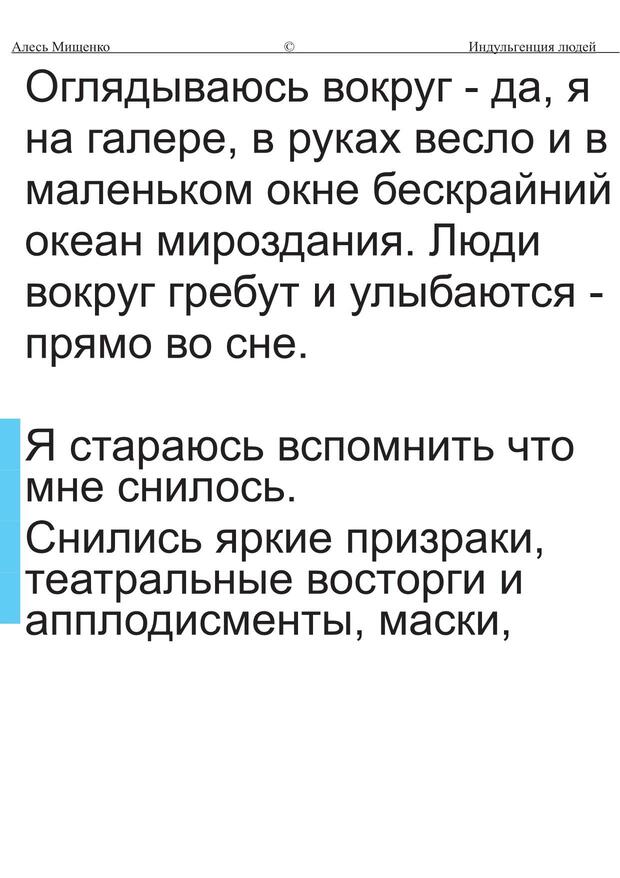 Алесь Мищенко © Индульгенция людей
Оглядываюсь вокруг - да, я
на галере, в руках весло и в
маленьком окне бескрайний
океан мироздания. Люди
вокруг гребут и улыбаются -
прямо во сне.
Я стараюсь вспомнить что
мне снилось.
Снились яркие призраки,
театральные восторги и
апплодисменты, маски,